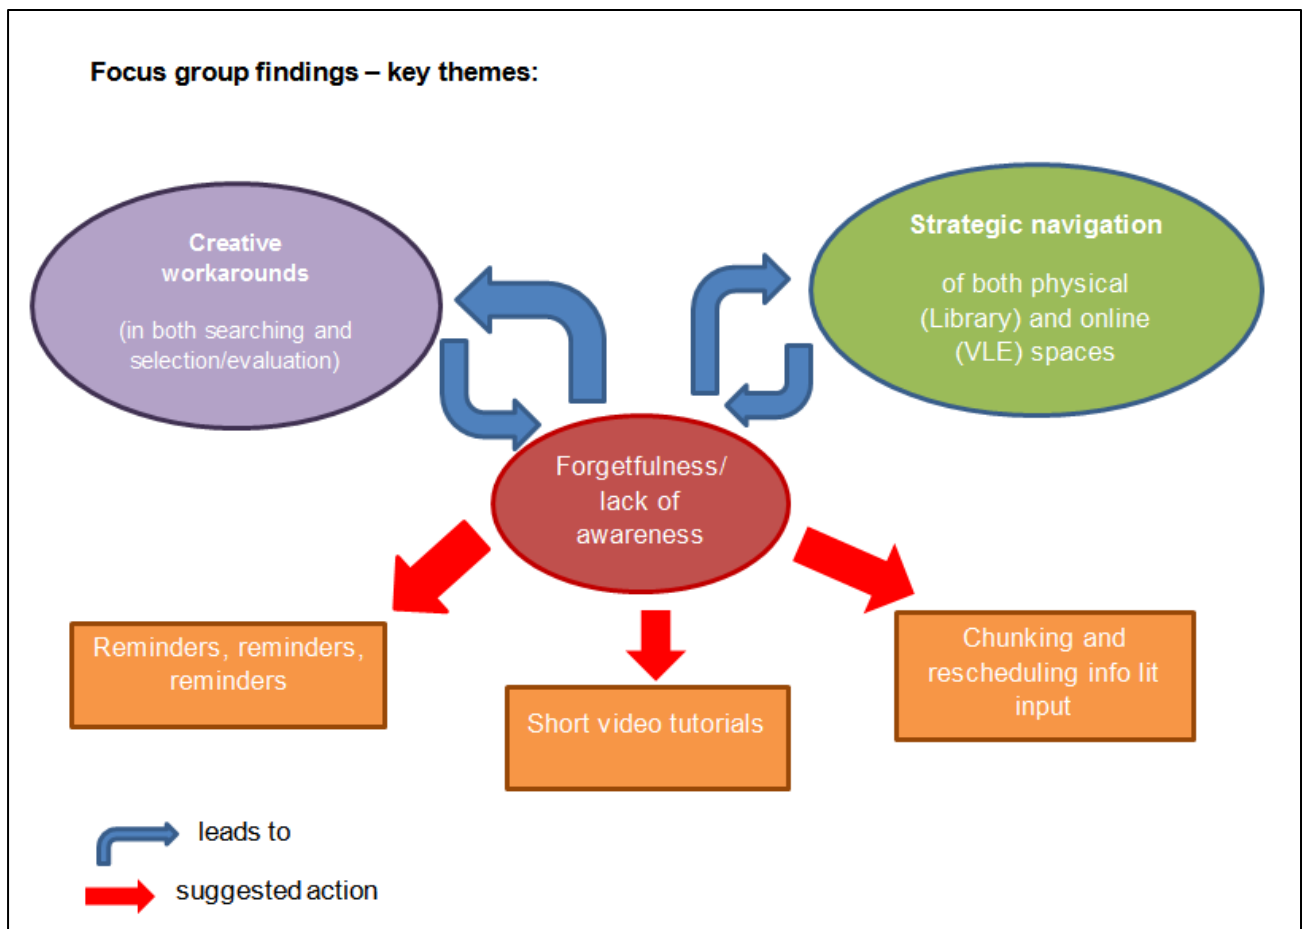 Focus group findings – key themes:
Creative
workarounds
(in both searching and
selection/evaluation)
Strategic navigation
of both physical
(Library) and online
(VLE) spaces
Forgetfulness/
lack of
awareness
Reminders, reminders,
reminders
Short video tutorials
Chunking and
rescheduling info lit
input
leads to
suggested action